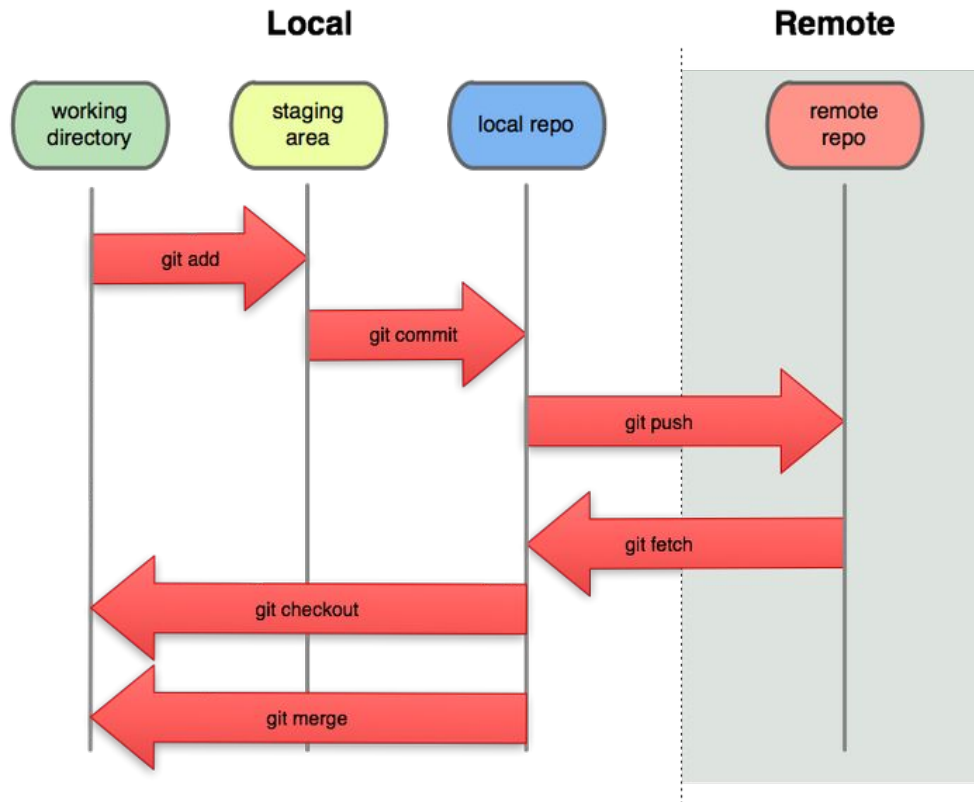 Local
Remote
working
directory
staging
area
local repo
remote
repo
git add
git commit
git push
git fetch
git checkout
git merge